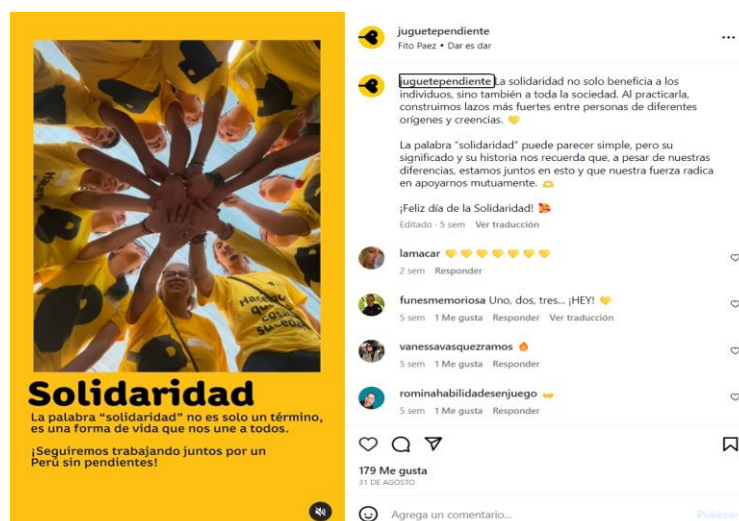 Solidaridad
La palabra "solidaridad" no es solo un término,
es una forma de vida que nos une a todos.
¡Seguiremos trabajando juntos por un
Perú sin pendientes!
juguetependiente
Fito Paez • Dar es dar
juguetependiente La solidaridad no solo beneficia a los
individuos, sino también a toda la sociedad. Al practicarla,
construimos lazos más fuertes entre personas de diferentes
orígenes y creencias. 💛
La palabra "solidaridad" puede parecer simple, pero su
significado y su historia nos recuerda que, a pesar de nuestras
diferencias, estamos juntos en esto y que nuestra fuerza radica
en apoyarnos mutuamente. 🫶
¡Feliz día de la Solidaridad! 🥰
Editado · 5 sem Ver traducción
lamacar 💛💛💛💛💛💛💛
2 sem Responder
funesmemoriosa Uno, dos, tres... ¡HEY! 💛
5 sem 1 Me gusta Responder Ver traducción
vanessavasquezramos 🔥
5 sem 1 Me gusta Responder
rominahabilidadesenjuego 🤝
5 sem 1 Me gusta Responder
179 Me gusta
31 DE AGOSTO
Agrega un comentario...
Publicar